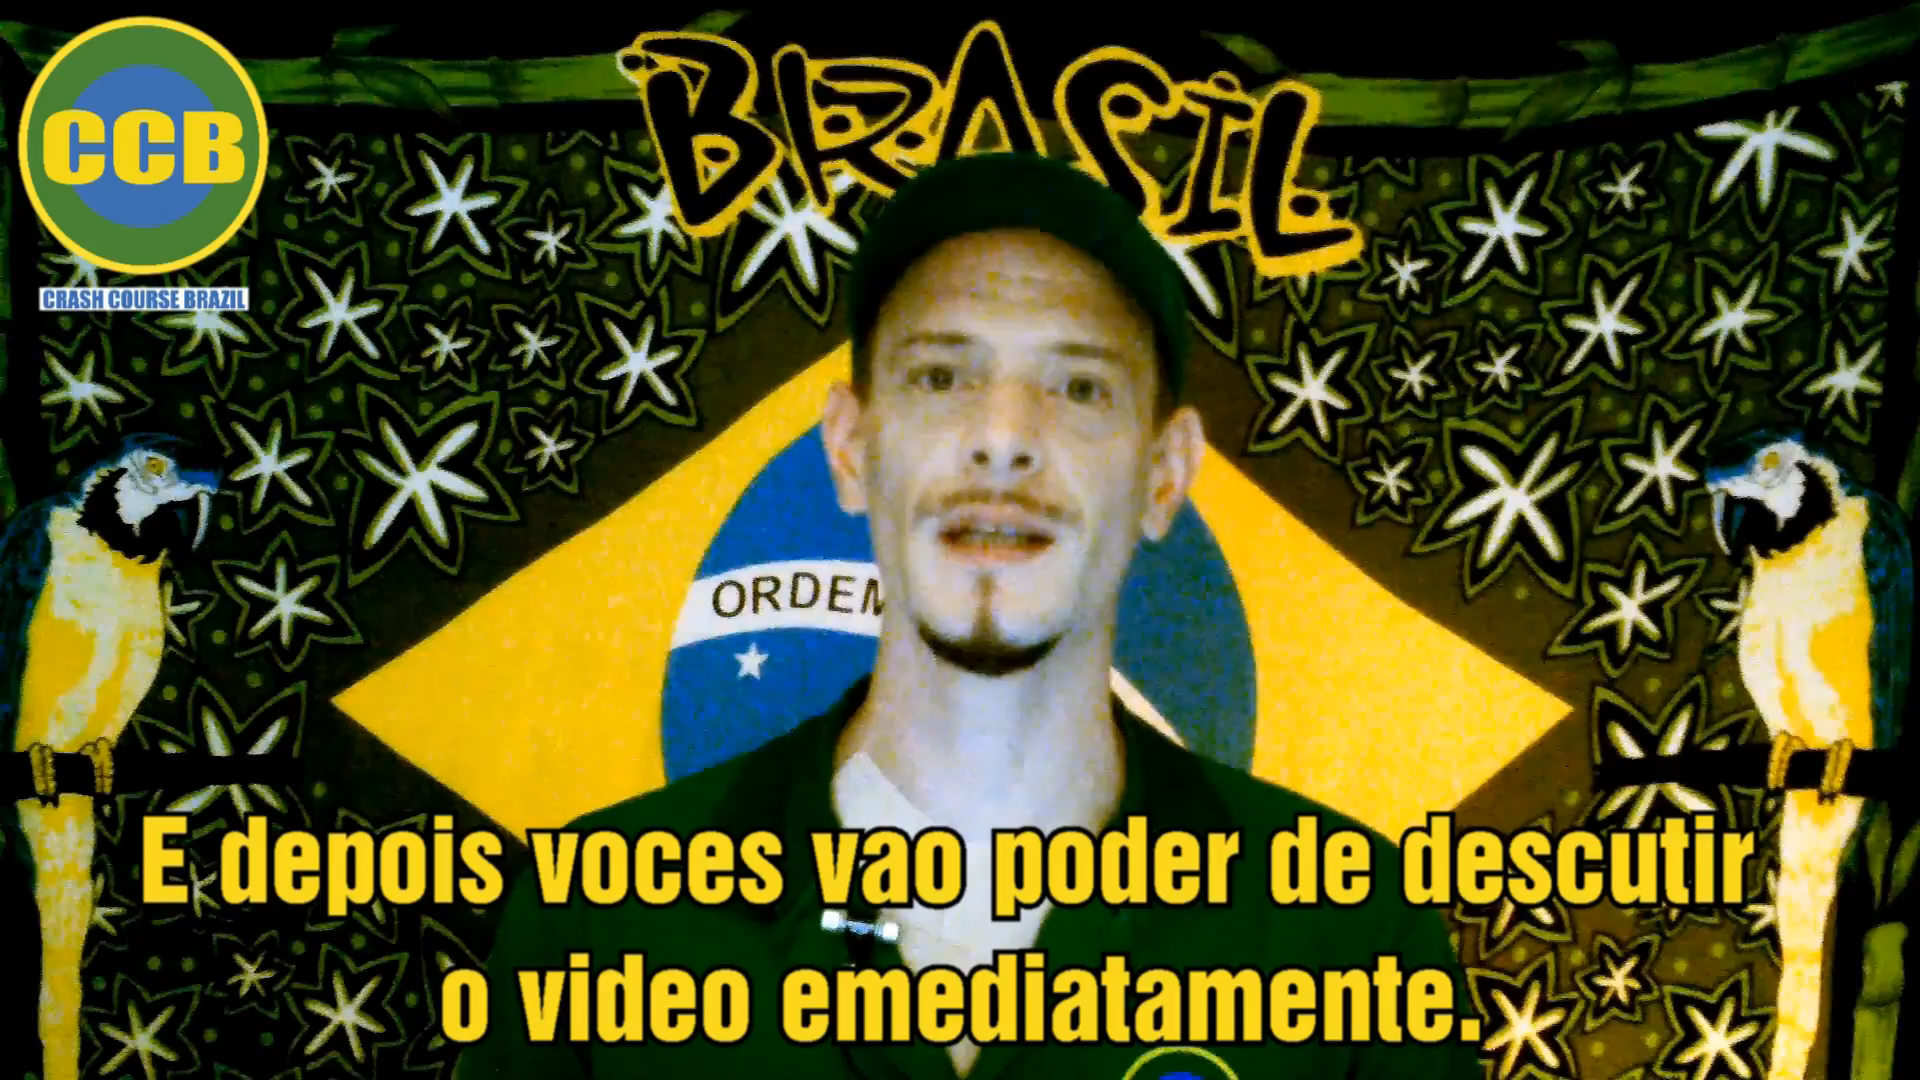 BRASIL
CCB
CRASH COURSE BRAZIL
ORDEM
E depois voces vao poder de descutir
o video emediatamente.